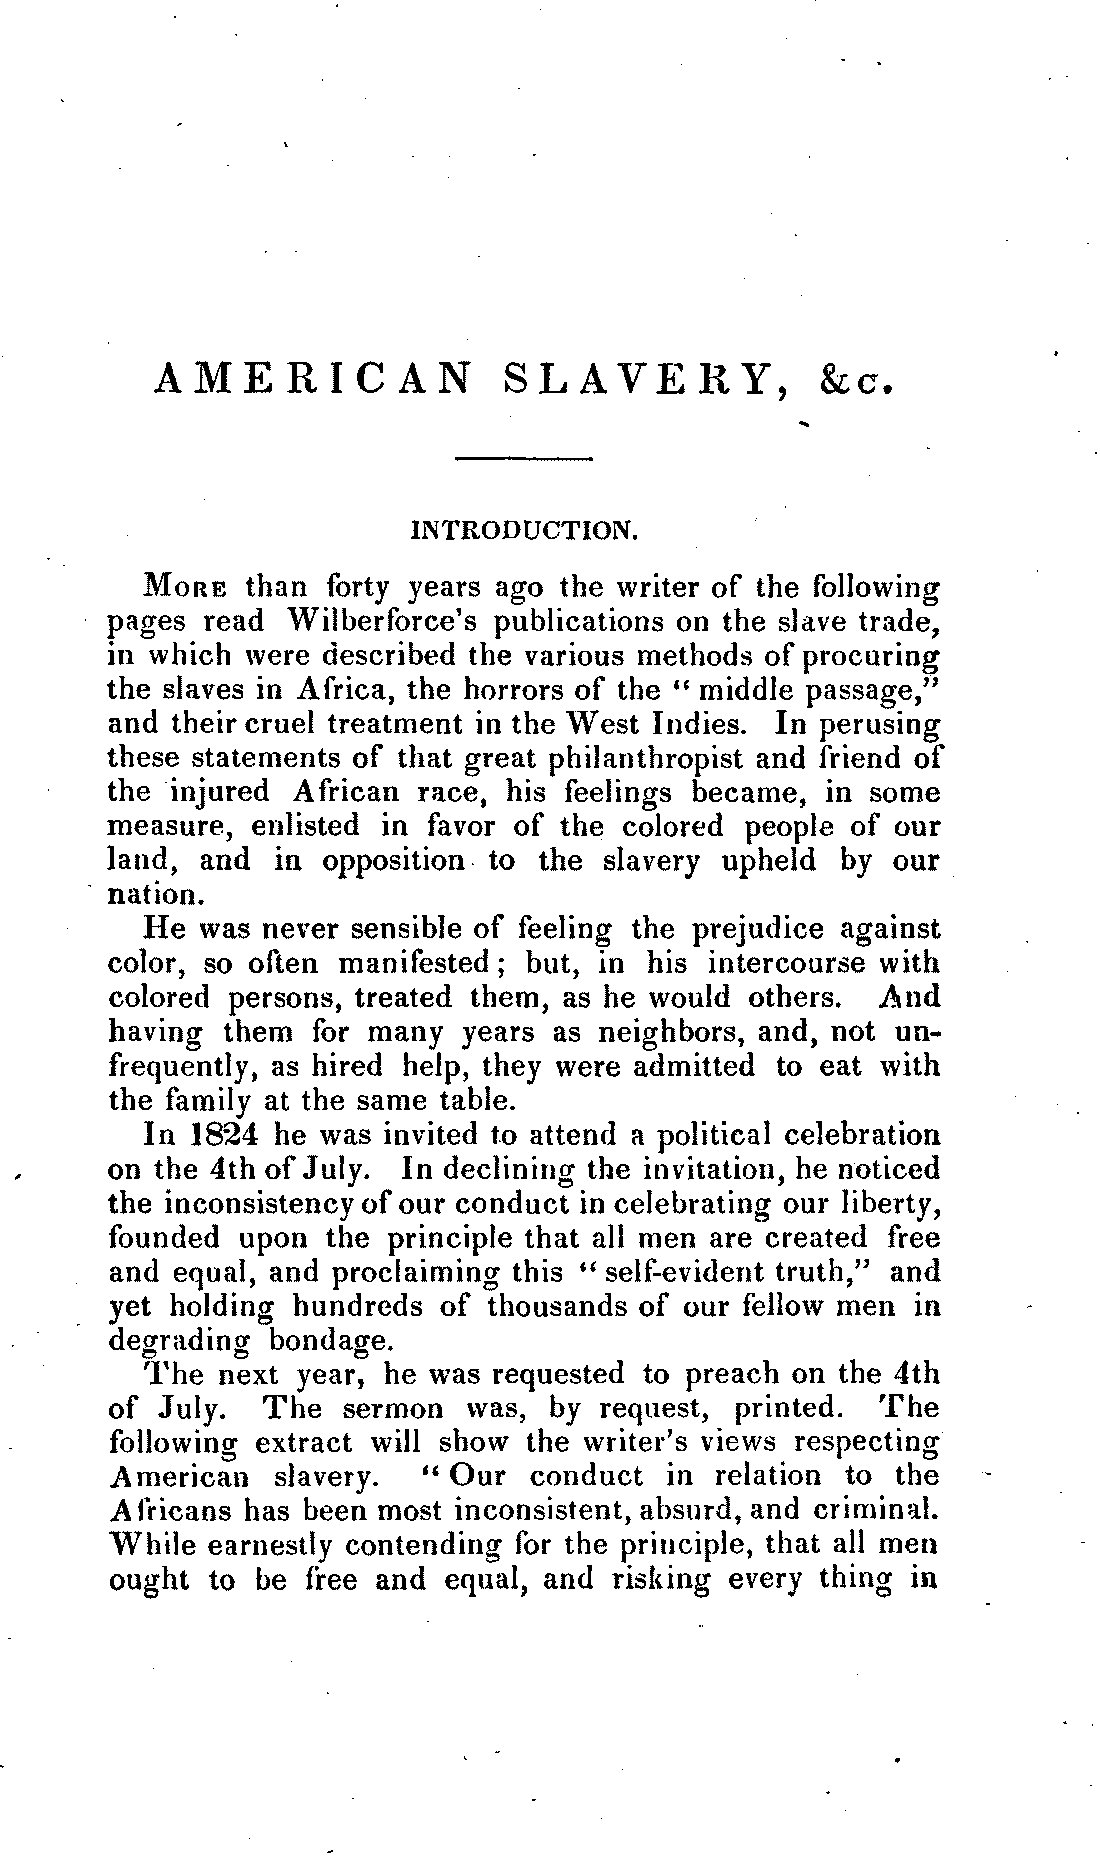 AMERICAN SLAVERY, &c.
INTRODUCTION.
MORE than forty years ago the writer of the following
pages read Wilberforce's publications on the slave trade,
in which were described the various methods of procuring
the slaves in Africa, the horrors of the “ middle passage,”
and their cruel treatment in the West Indies. In perusing
these statements of that great philanthropist and friend of
the injured African race, his feelings became, in some
measure, enlisted in favor of the colored people of our
land, and in opposition to the slavery upheld by our
nation.
He was never sensible of feeling the prejudice against
color, so often manifested ; but, in his intercourse with
colored persons, treated them, as he would others. And
having them for many years as neighbors, and, not un-
frequently, as hired help, they were admitted to eat with
the family at the same table.
In 1824 he was invited to attend a political celebration
on the 4th of July. In declining the invitation, he noticed
the inconsistency of our conduct in celebrating our liberty,
founded upon the principle that all men are created free
and equal, and proclaiming this “ self-evident truth,” and
yet holding hundreds of thousands of our fellow men in
degrading bondage.
The next year, he was requested to preach on the 4th
of July. The sermon was, by request, printed. The
following extract will show the writer's views respecting
American slavery. “ Our conduct in relation to the
Africans has been most inconsistent, absurd, and criminal.
While earnestly contending for the principle, that all men
ought to be free and equal, and risking every thing in